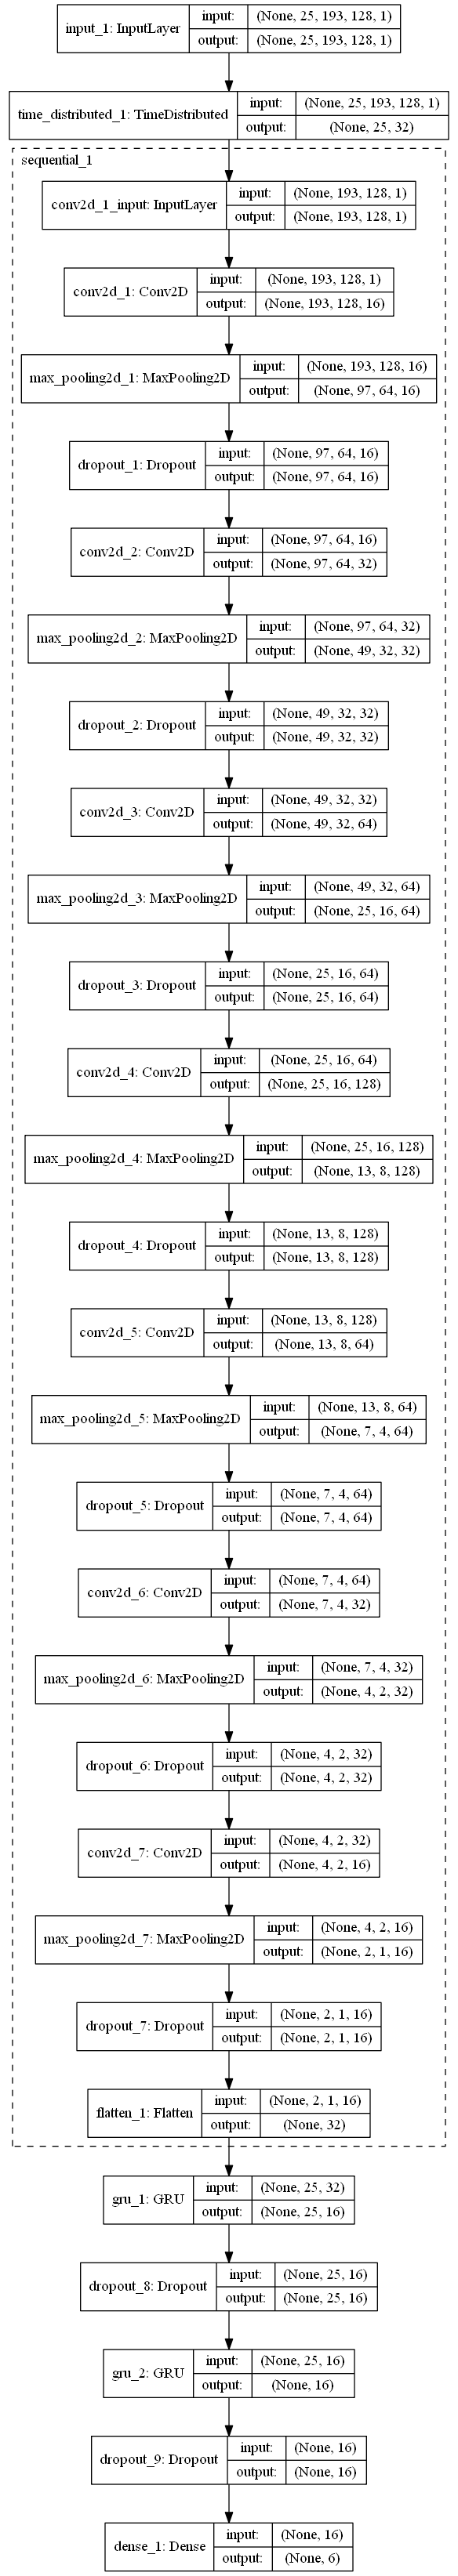 input_1: InputLayer
input: (None, 25, 193, 128, 1)
output: (None, 25, 193, 128, 1)
time_distributed_1: TimeDistributed
input: (None, 25, 193, 128, 1)
output: (None, 25, 32)
sequential_1
conv2d_1_input: InputLayer
input: (None, 193, 128, 1)
output: (None, 193, 128, 1)
conv2d_1: Conv2D
input: (None, 193, 128, 1)
output: (None, 193, 128, 16)
max_pooling2d_1: MaxPooling2D
input: (None, 193, 128, 16)
output: (None, 97, 64, 16)
dropout_1: Dropout
input: (None, 97, 64, 16)
output: (None, 97, 64, 16)
conv2d_2: Conv2D
input: (None, 97, 64, 16)
output: (None, 97, 64, 32)
max_pooling2d_2: MaxPooling2D
input: (None, 97, 64, 32)
output: (None, 49, 32, 32)
dropout_2: Dropout
input: (None, 49, 32, 32)
output: (None, 49, 32, 32)
conv2d_3: Conv2D
input: (None, 49, 32, 32)
output: (None, 49, 32, 64)
max_pooling2d_3: MaxPooling2D
input: (None, 49, 32, 64)
output: (None, 25, 16, 64)
dropout_3: Dropout
input: (None, 25, 16, 64)
output: (None, 25, 16, 64)
conv2d_4: Conv2D
input: (None, 25, 16, 64)
output: (None, 25, 16, 128)
max_pooling2d_4: MaxPooling2D
input: (None, 25, 16, 128)
output: (None, 13, 8, 128)
dropout_4: Dropout
input: (None, 13, 8, 128)
output: (None, 13, 8, 128)
conv2d_5: Conv2D
input: (None, 13, 8, 128)
output: (None, 13, 8, 64)
max_pooling2d_5: MaxPooling2D
input: (None, 13, 8, 64)
output: (None, 7, 4, 64)
dropout_5: Dropout
input: (None, 7, 4, 64)
output: (None, 7, 4, 64)
conv2d_6: Conv2D
input: (None, 7, 4, 64)
output: (None, 7, 4, 32)
max_pooling2d_6: MaxPooling2D
input: (None, 7, 4, 32)
output: (None, 4, 2, 32)
dropout_6: Dropout
input: (None, 4, 2, 32)
output: (None, 4, 2, 32)
conv2d_7: Conv2D
input: (None, 4, 2, 32)
output: (None, 4, 2, 16)
max_pooling2d_7: MaxPooling2D
input: (None, 4, 2, 16)
output: (None, 2, 1, 16)
dropout_7: Dropout
input: (None, 2, 1, 16)
output: (None, 2, 1, 16)
flatten_1: Flatten
input: (None, 2, 1, 16)
output: (None, 32)
gru_1: GRU
input: (None, 25, 32)
output: (None, 25, 16)
dropout_8: Dropout
input: (None, 25, 16)
output: (None, 25, 16)
gru_2: GRU
input: (None, 25, 16)
output: (None, 16)
dropout_9: Dropout
input: (None, 16)
output: (None, 16)
dense_1: Dense
input: (None, 16)
output: (None, 6)